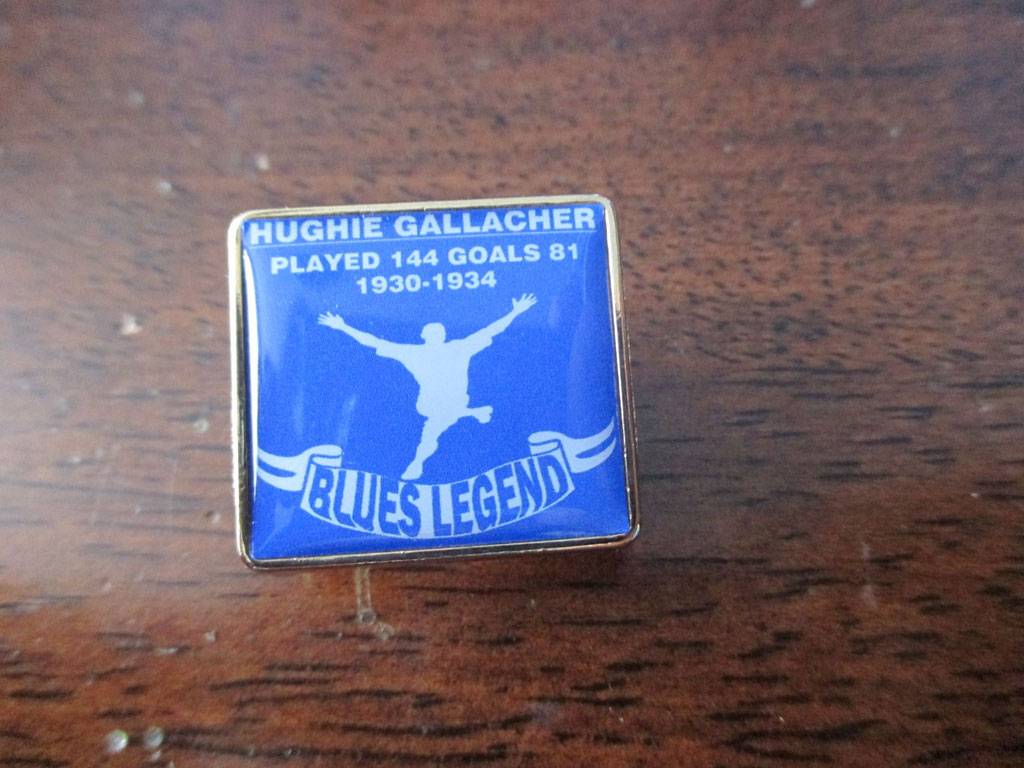 HUGHIE GALLACHER
PLAYED 144 GOALS 81
1930-1934
BLUES LEGEND